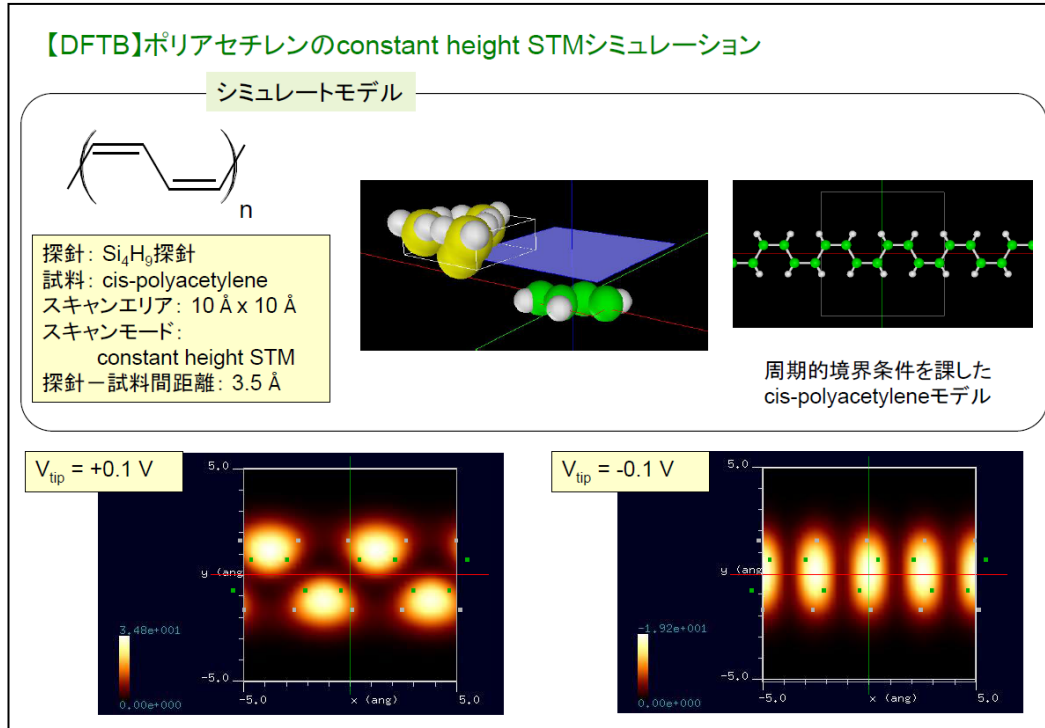 【DFTB】ポリアセチレンのconstant height STMシミュレーション
シミュレートモデル
n
探針: Si₄H₉探針
試料: cis-polyacetylene
スキャンエリア: 10 Å x 10 Å
スキャンモード:
constant height STM
探針－試料間距離: 3.5 Å
周期的境界条件を課した
cis-polyacetyleneモデル
V_tip = +0.1 V
5.0
y (ang
3.48e+001
0.00e+000
-5.0
-5.0
x (ang)
5.0
V_tip = -0.1 V
5.0
y (ang
-1.92e+001
0.00e+000
-5.0
-5.0
x (ang)
5.0